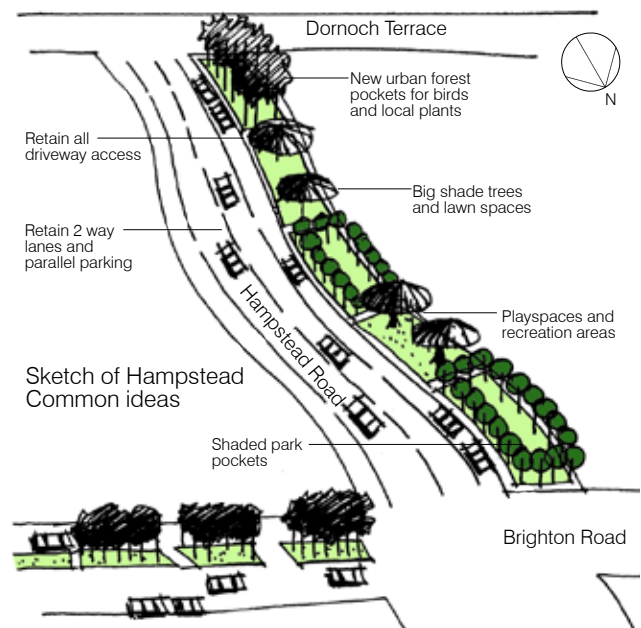 Dornoch Terrace
N
New urban forest
pockets for birds
and local plants
Retain all
driveway access
Big shade trees
and lawn spaces
Retain 2 way
lanes and
parallel parking
Hampstead Road
Playspaces and
recreation areas
Sketch of Hampstead
Common ideas
Shaded park
pockets
Brighton Road